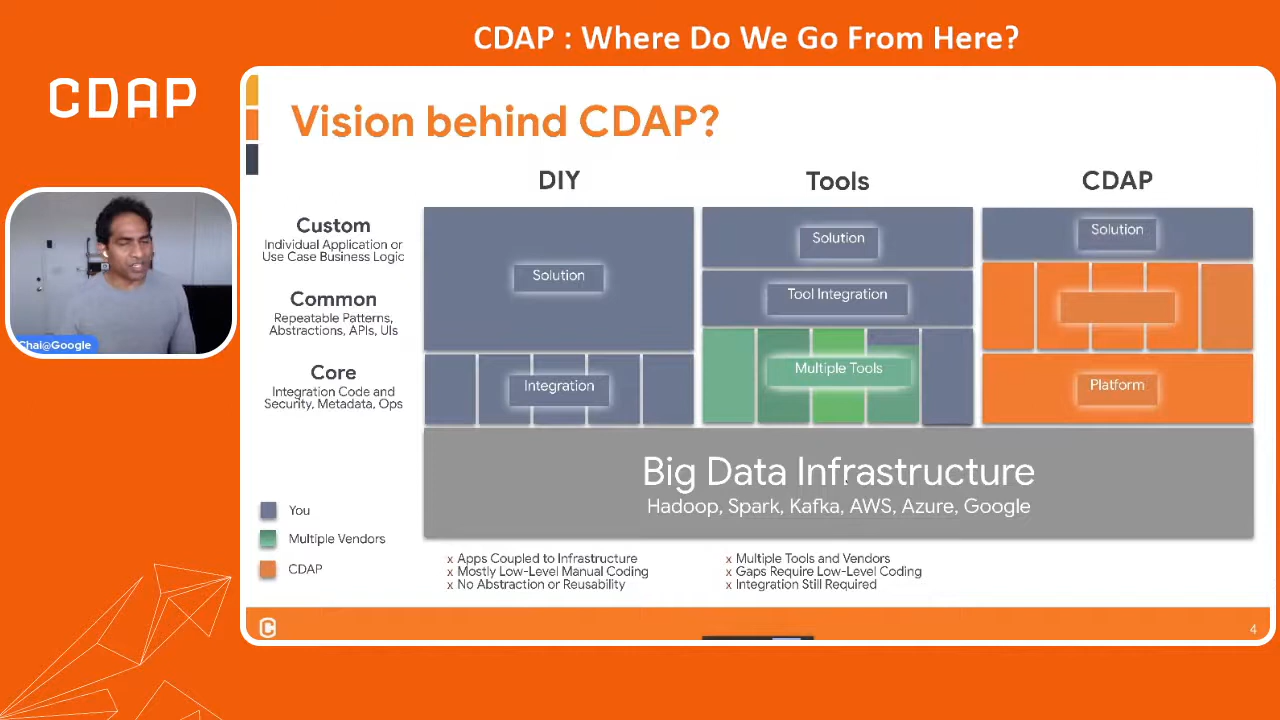 CDAP : Where Do We Go From Here?
CDAP
Vision behind CDAP?
DIY
Tools
CDAP
Custom
Individual Application or
Use Case Business Logic
Common
Repeatable Patterns,
Abstractions, APIs, UIs
Core
Integration Code and
Security, Metadata, Ops
Solution
Integration
Solution
Tool Integration
Multiple Tools
Solution
Platform
Big Data Infrastructure
Hadoop, Spark, Kafka, AWS, Azure, Google
You
Multiple Vendors
CDAP
x Apps Coupled to Infrastructure
x Mostly Low-Level Manual Coding
x No Abstraction or Reusability
x Multiple Tools and Vendors
x Gaps Require Low-Level Coding
x Integration Still Required
Chai@Google
C
4